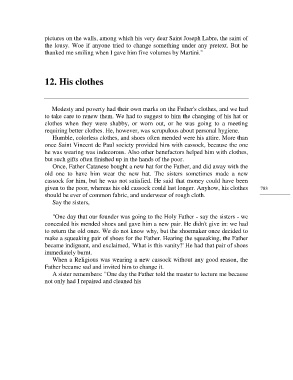 pictures on the walls, among which his very dear Saint Joseph Labre, the saint of
the lousy. Woe if anyone tried to change something under any pretext. But he
thanked me smiling when I gave him five volumes by Martini."
12. His clothes
Modesty and poverty had their own marks on the Father's clothes, and we had
to take care to renew them. We had to suggest to him the changing of his hat or
clothes when they were shabby, or worn out, or he was going to a meeting
requiring better clothes. He, however, was scrupulous about personal hygiene.
Humble, colorless clothes, and shoes often mended were his attire. More than
once Saint Vincent de Paul society provided him with cassock, because the one
he was wearing was indecorous. Also other benefactors helped him with clothes,
but such gifts often finished up in the hands of the poor.
Once, Father Catanese bought a new hat for the Father, and did away with the
old one to have him wear the new hat. The sisters sometimes made a new
cassock for him, but he was not satisfied. He said that money could have been
given to the poor, whereas his old cassock could last longer. Anyhow, his clothes
should be ever of common fabric, and underwear of rough cloth.
Say the sisters,
783
"One day that our founder was going to the Holy Father - say the sisters - we
concealed his mended shoes and gave him a new pair. He didn't give in: we had
to return the old ones. We do not know why, but the shoemaker once decided to
make a squeaking pair of shoes for the Father. Hearing the squeaking, the Father
became indignant, and exclaimed, 'What is this vanity?' He had that pair of shoes
immediately burnt.
When a Religious was wearing a new cassock without any good reason, the
Father became sad and invited him to change it.
A sister remembers: "One day the Father told the master to lecture me because
not only had I repaired and cleaned his